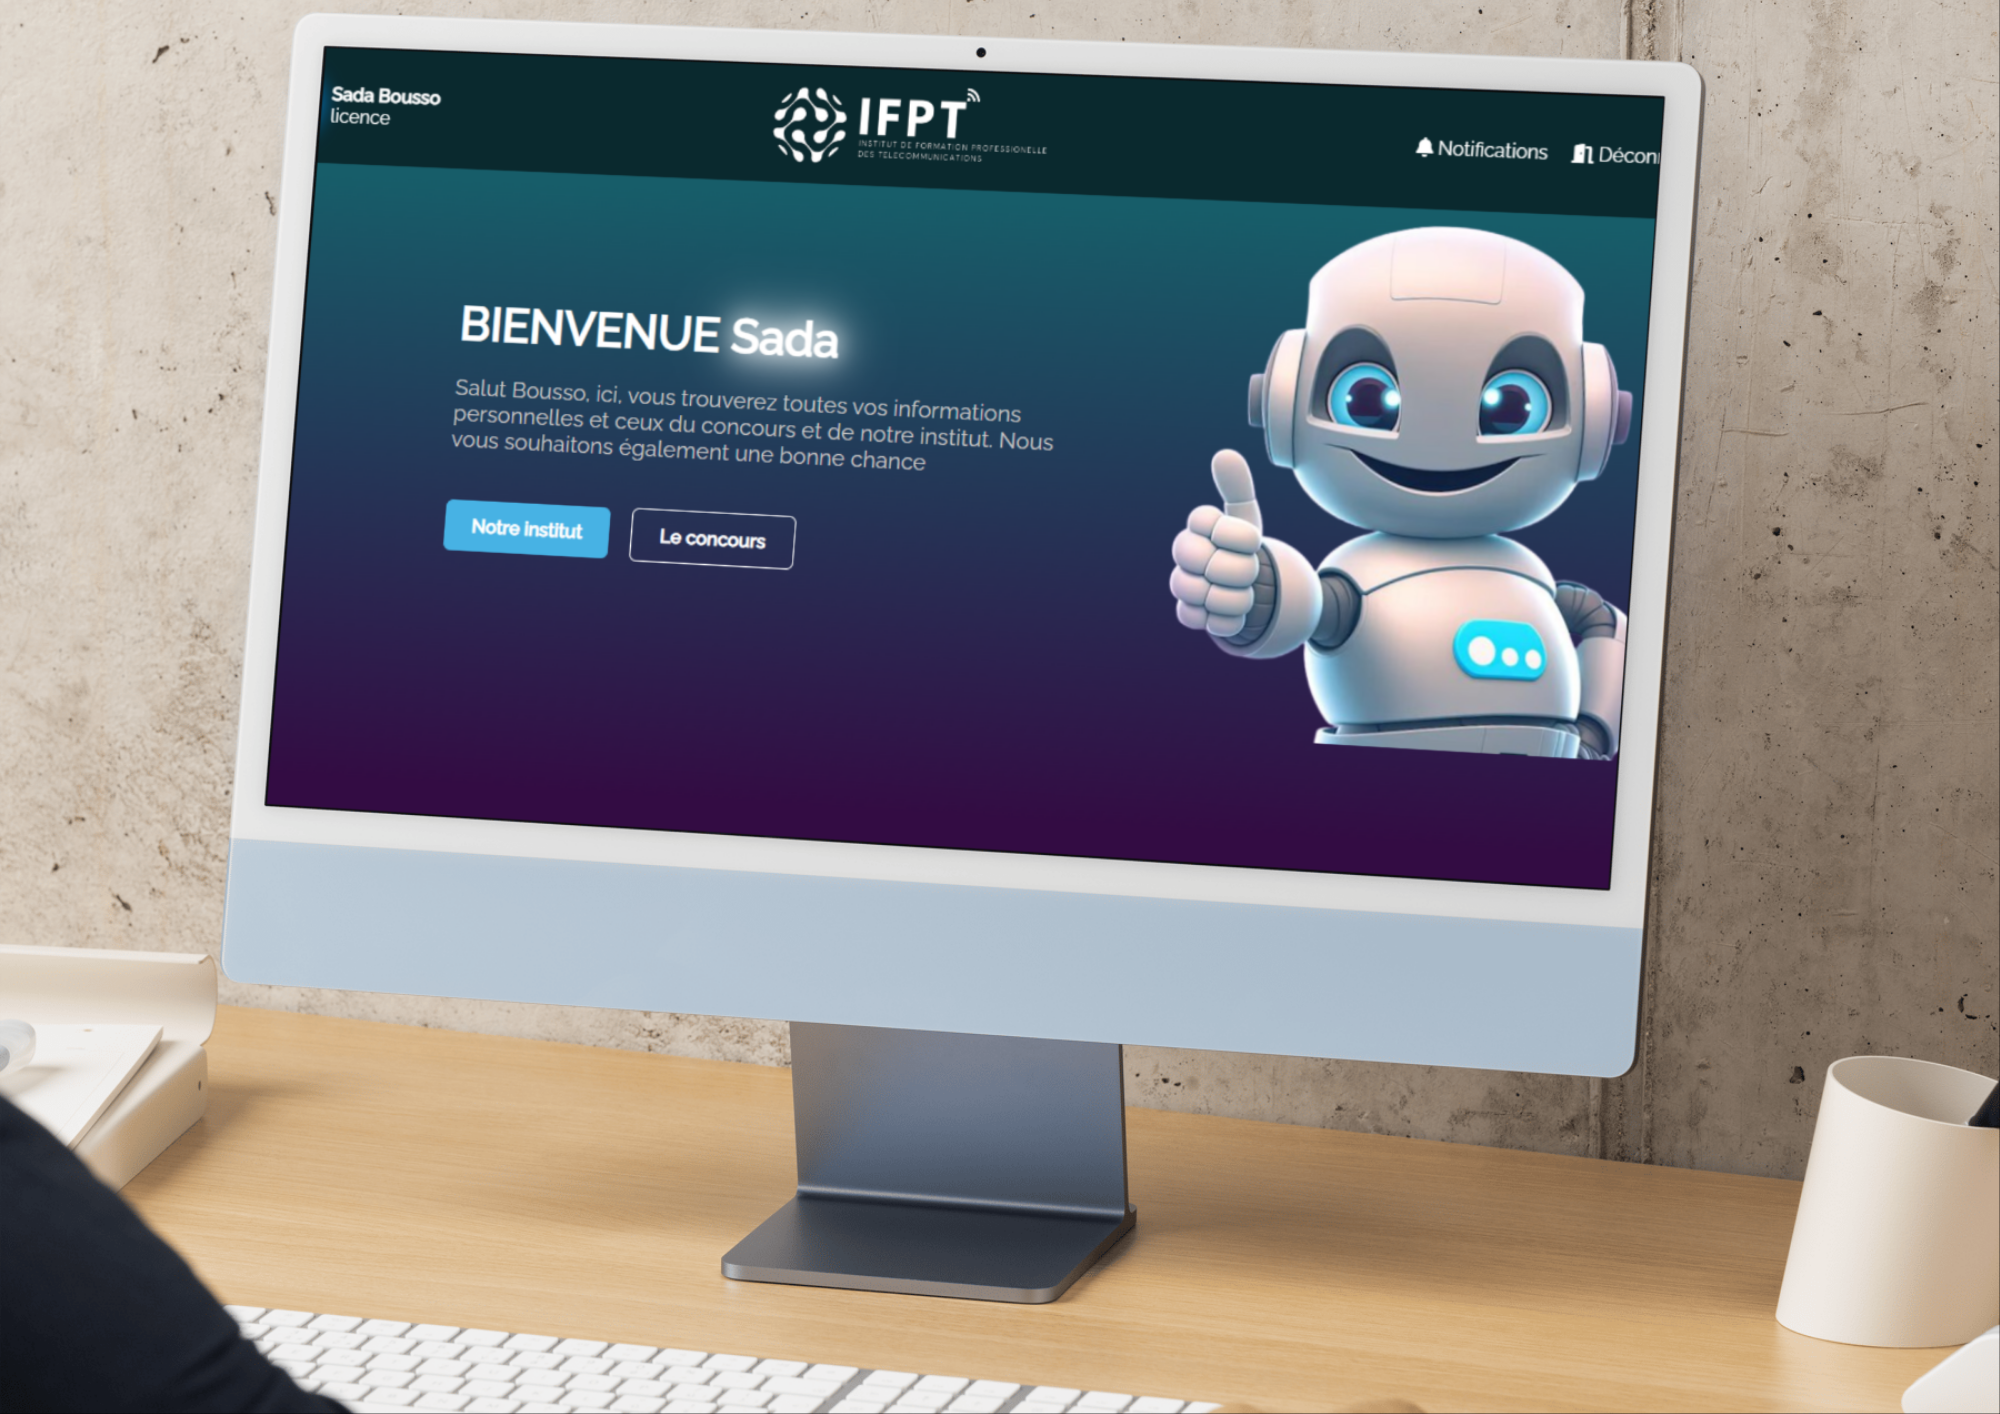 Sada Bousso
licence
IFPT
INSTITUT DE FORMATION PROFESSIONELLE
DES TELECOMMUNICATIONS
Notifications
Décon
BIENVENUE Sada
Salut Bousso, ici, vous trouverez toutes vos informations
personnelles et ceux du concours et de notre institut. Nous
vous souhaitons également une bonne chance
Notre institut
Le concours